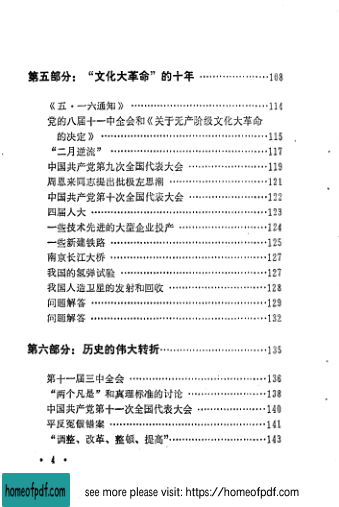 第五部分：“文化大革命”的十年 ……………………108
《五·一六通知》 ……………………………………114
党的八届十一中全会和《关于无产阶级文化大革命
的决定》 ……………………………………115
“二月逆流” ……………………………………117
中国共产党第九次全国代表大会 ……………………119
周恩来同志提出批极左思潮 ……………………121
中国共产党第十次全国代表大会 ……………………122
四届人大 ……………………………………123
一些技术先进的大型企业投产 ……………………124
一些新建铁路 ……………………………………125
南京长江大桥 ……………………………………127
我国的氢弹试验 ……………………………………127
我国人造卫星的发射和回收 ……………………128
问题解答 ……………………………………129
问题解答 ……………………………………132
第六部分：历史的伟大转折……………………………135
第十一届三中全会 ……………………………………136
“两个凡是”和真理标准的讨论 ……………………138
中国共产党第十一次全国代表大会 ……………………140
平反冤假错案 ……………………………………141
“调整、改革、整顿、提高”……………………………143
· 4 ·
homeofpdf.com
see more please visit: https://homeofpdf.com